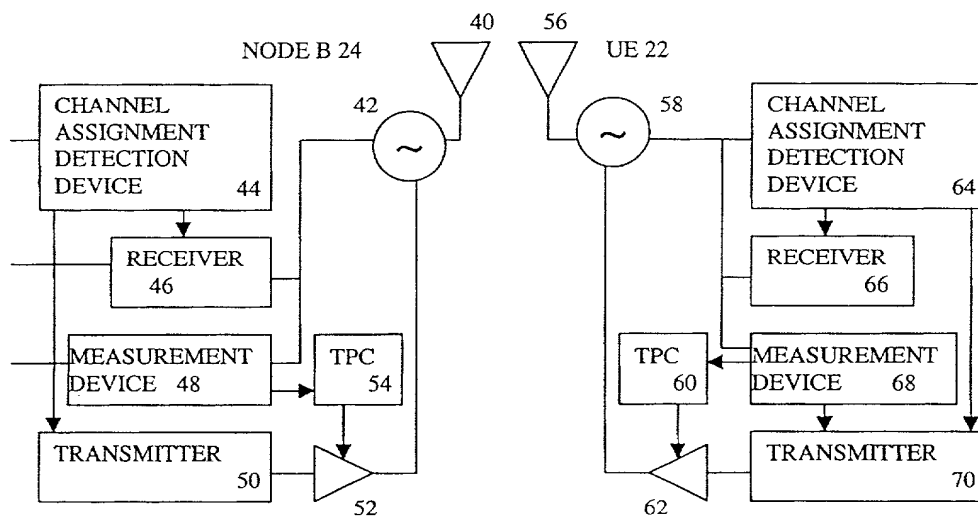 40
56
NODE B 24
UE 22
42
58
CHANNEL
ASSIGNMENT
DETECTION
DEVICE
44
CHANNEL
ASSIGNMENT
DETECTION
DEVICE
64
RECEIVER
46
RECEIVER
66
MEASUREMENT
DEVICE 48
TPC
54
TPC
60
MEASUREMENT
DEVICE 68
TRANSMITTER
50
52
62
TRANSMITTER
70